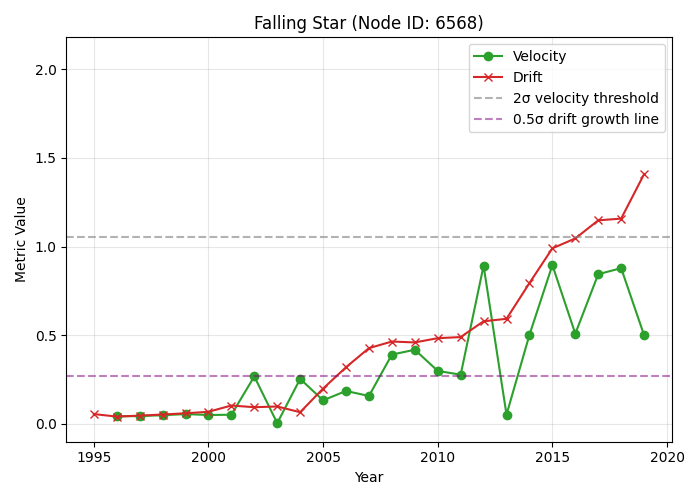 Falling Star (Node ID: 6568)
Velocity
Drift
2σ velocity threshold
0.5σ drift growth line
Metric Value
2.0
1.5
1.0
0.5
0.0
1995 2000 2005 2010 2015 2020
Year